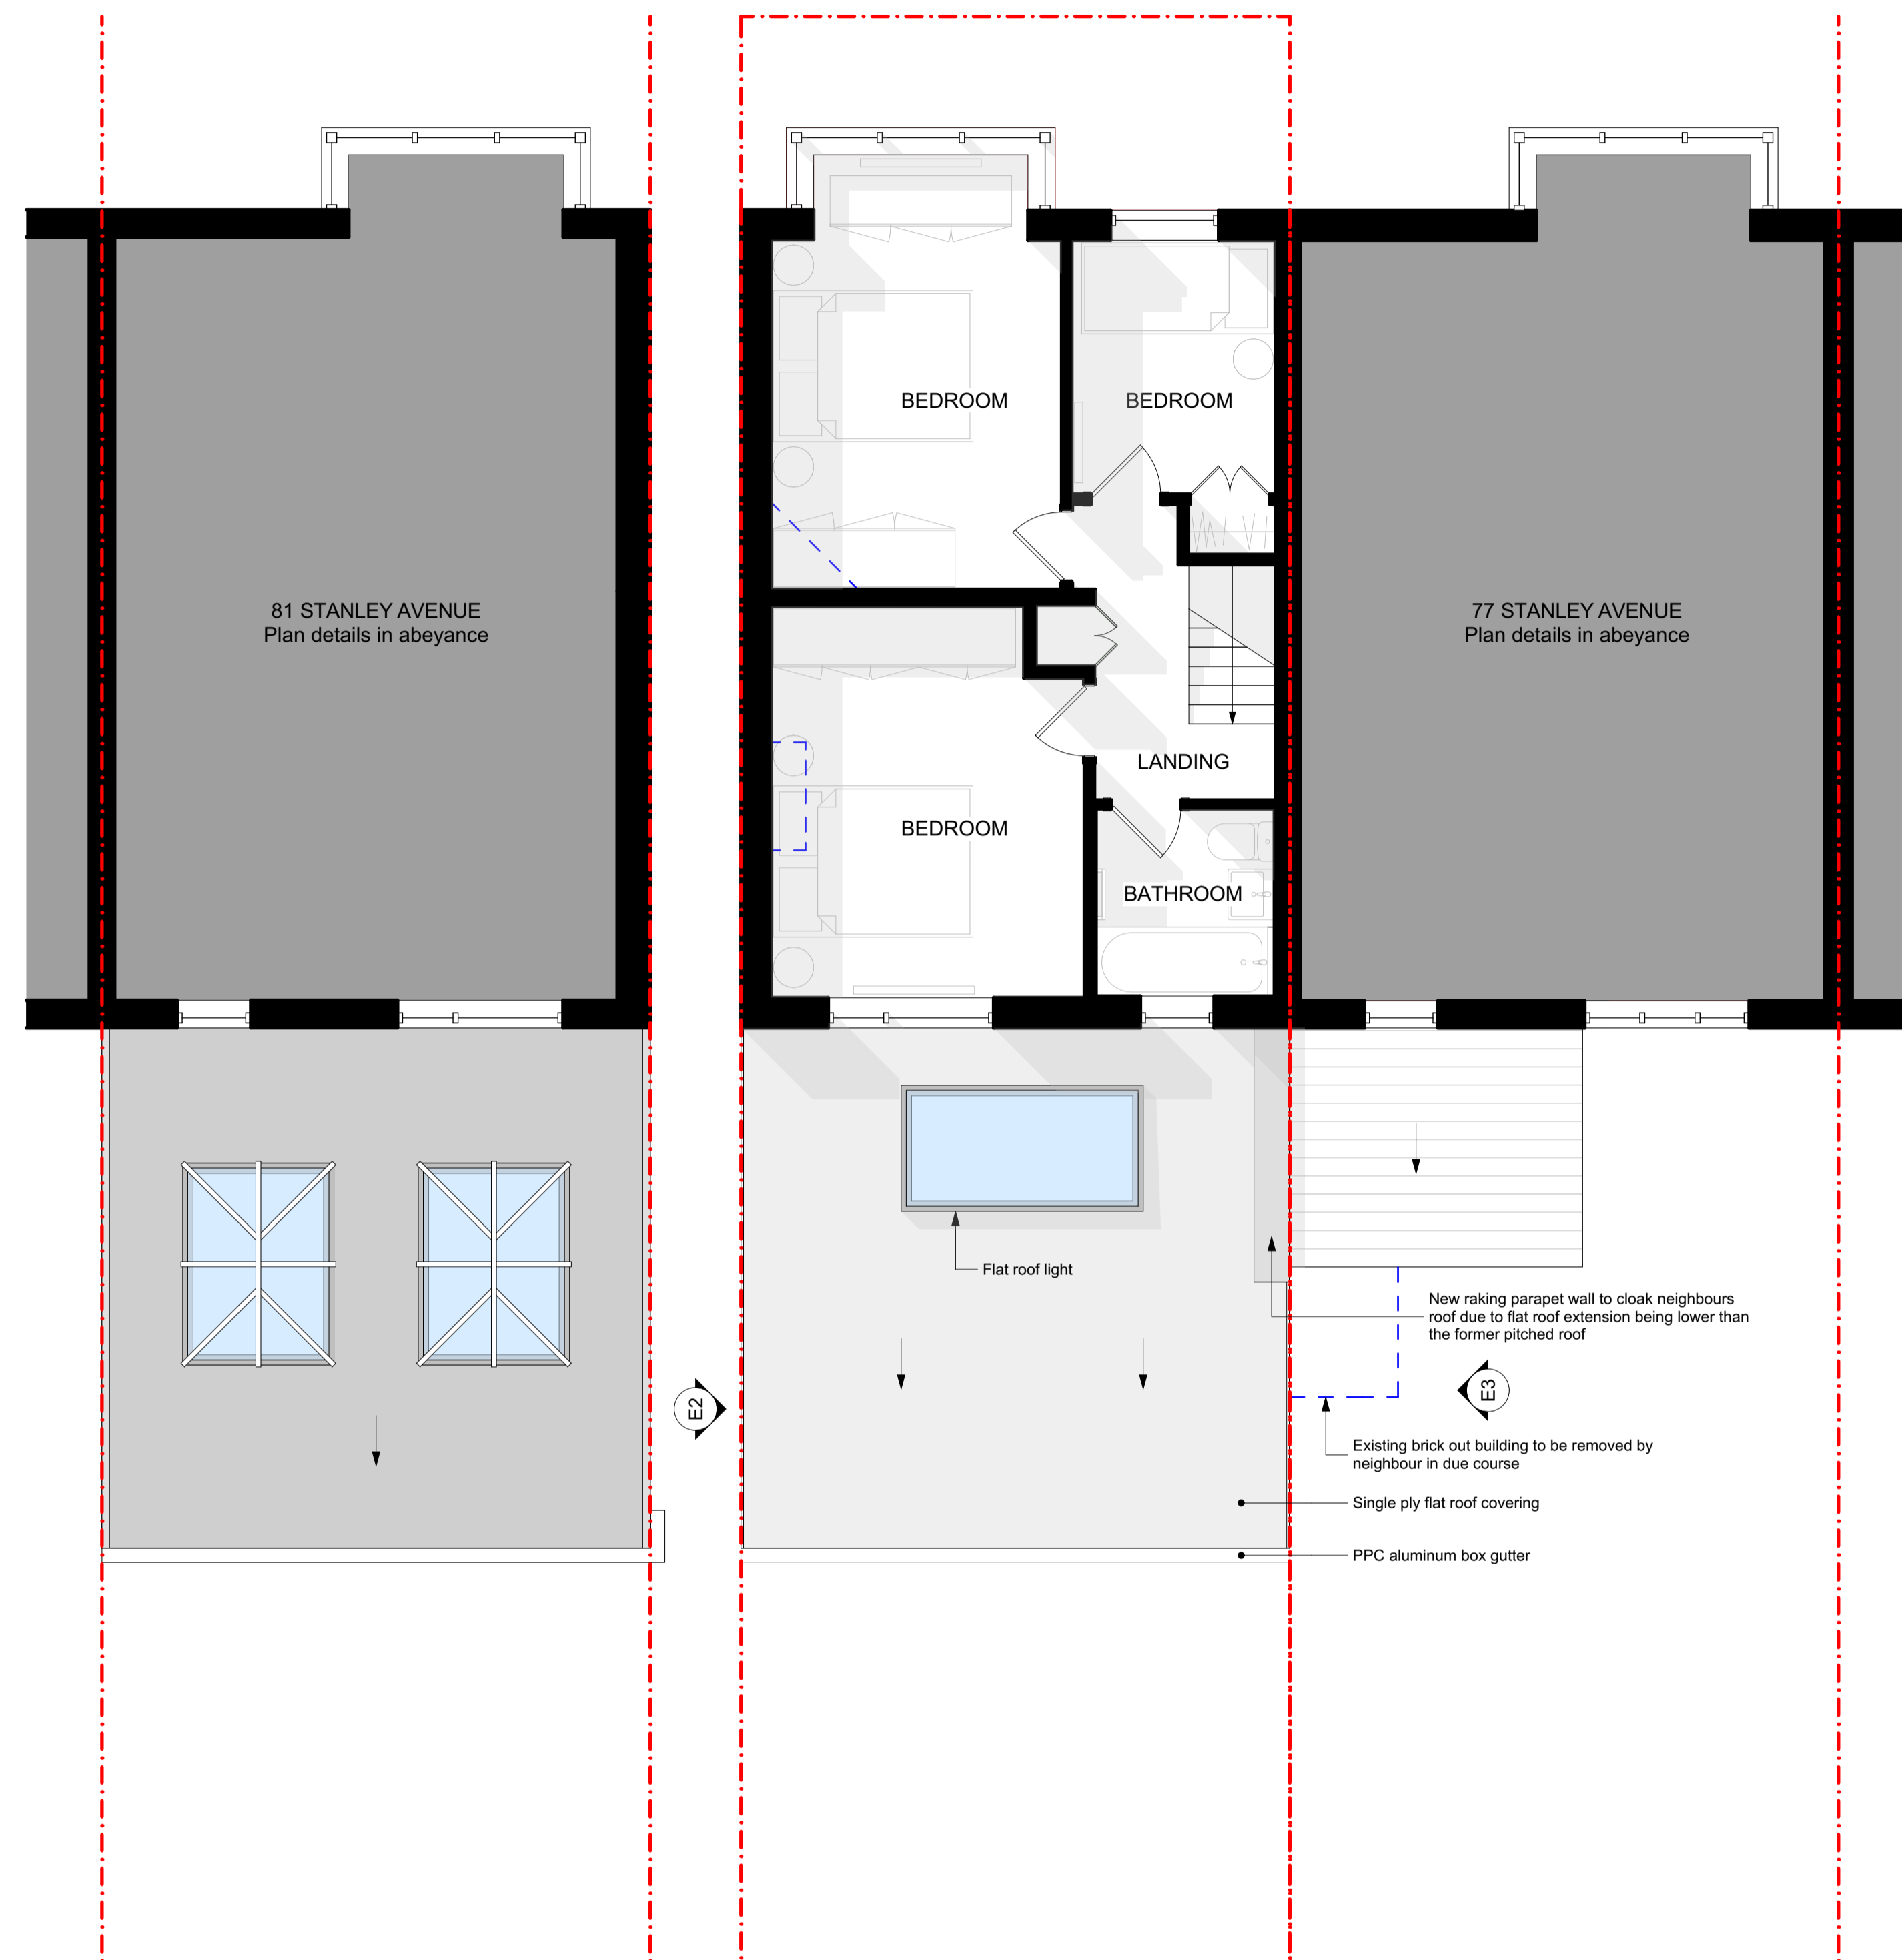 BEDROOM
BEDROOM
81 STANLEY AVENUE
Plan details in abeyance
77 STANLEY AVENUE
Plan details in abeyance
LANDING
BEDROOM
BATHROOM
Flat roof light
New raking parapet wall to cloak neighbours
roof due to flat roof extension being lower than
the former pitched roof
E2
E3
Existing brick out building to be removed by
neighbour in due course
Single ply flat roof covering
PPC aluminum box gutter